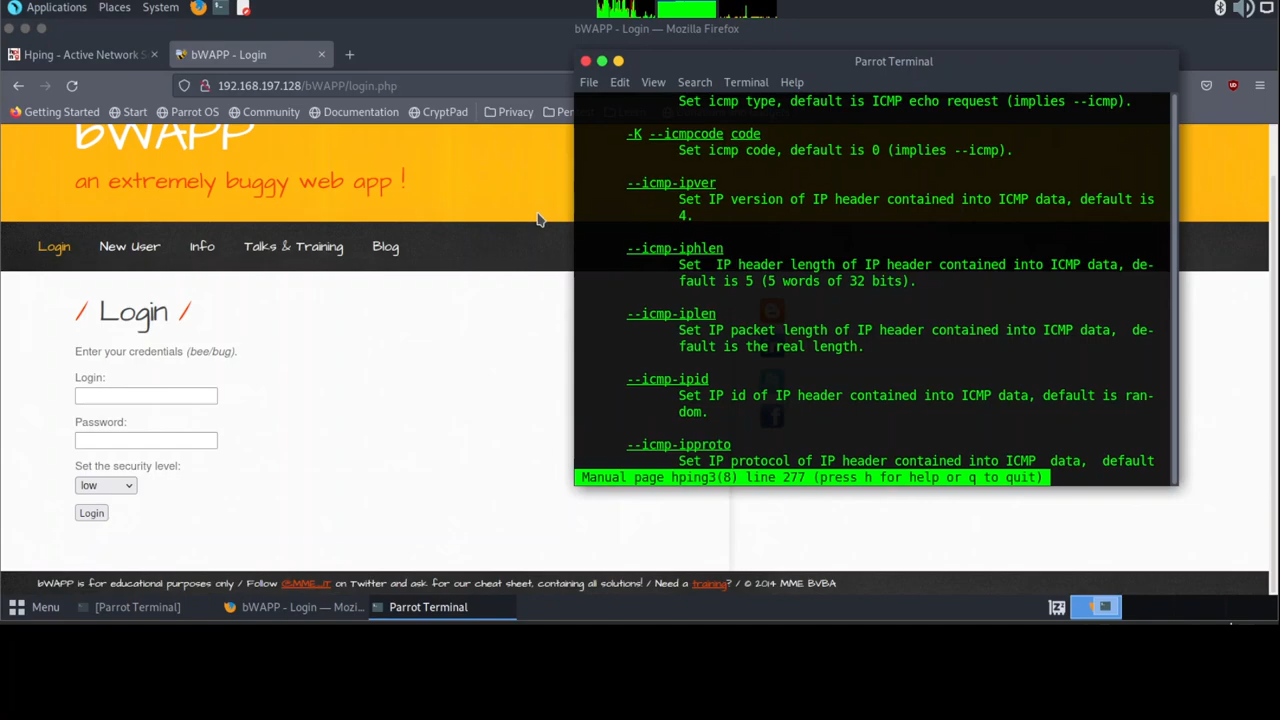 Applications Places System
bWAPP - Login — Mozilla Firefox
Hping - Active Network S
bWAPP - Login
192.168.197.128/bWAPP/login.php
Getting Started Start Parrot OS Community Documentation CryptPad Privacy Pen
bWAPP
an extremely buggy web app !
Login New User Info Talks & Training Blog
/ Login /
Enter your credentials (bee/bug).
Login:
Password:
Set the security level:
low
Login
bWAPP is for educational purposes only / Follow @MME_IT on Twitter and ask for our cheat sheet, containing all solutions! / Need a training? / © 2014 MME BVBA
Parrot Terminal
File Edit View Search Terminal Help
Set icmp type, default is ICMP echo request (implies --icmp).
-K --icmpcode code
Set icmp code, default is 0 (implies --icmp).
--icmp-ipver
Set IP version of IP header contained into ICMP data, default is
4.
--icmp-iphlen
Set IP header length of IP header contained into ICMP data, de-
fault is 5 (5 words of 32 bits).
--icmp-iplen
Set IP packet length of IP header contained into ICMP data, de-
fault is the real length.
--icmp-ipid
Set IP id of IP header contained into ICMP data, default is ran-
dom.
--icmp-ipproto
Set IP protocol of IP header contained into ICMP data, default
Manual page hping3(8) line 277 (press h for help or q to quit)
Menu [Parrot Terminal] bWAPP - Login — Mozi... Parrot Terminal